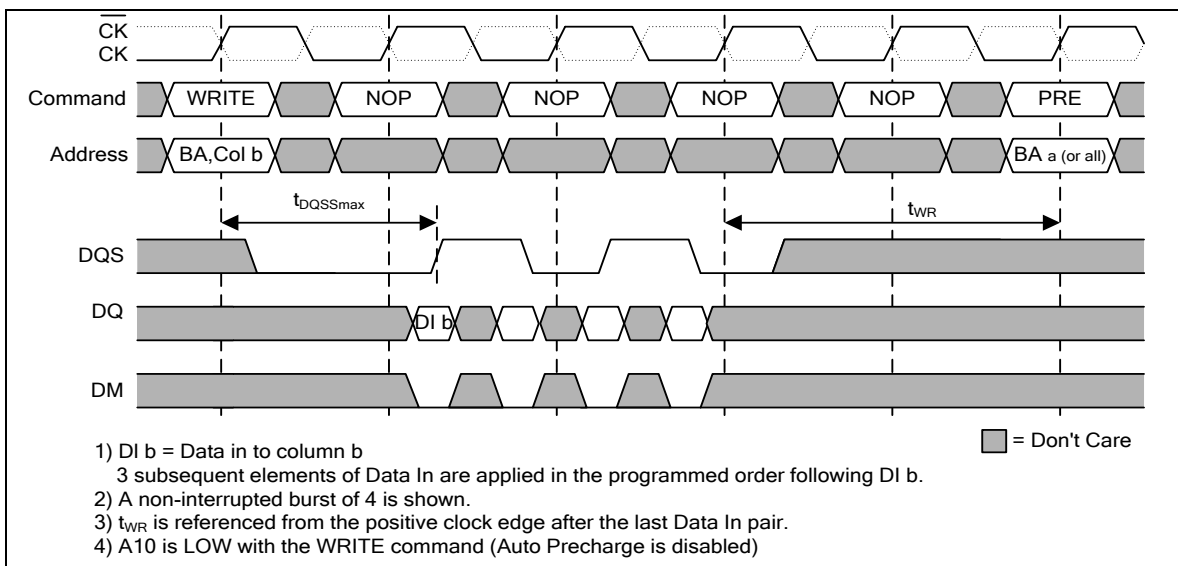 CK
CK
Command WRITE NOP NOP NOP NOP PRE
Address BA,Col b BA a (or all)
tDQSSmax tWR
DQS
DQ DI b
DM
1) DI b = Data in to column b
3 subsequent elements of Data In are applied in the programmed order following DI b.
2) A non-interrupted burst of 4 is shown.
3) tWR is referenced from the positive clock edge after the last Data In pair.
4) A10 is LOW with the WRITE command (Auto Precharge is disabled)
= Don't Care